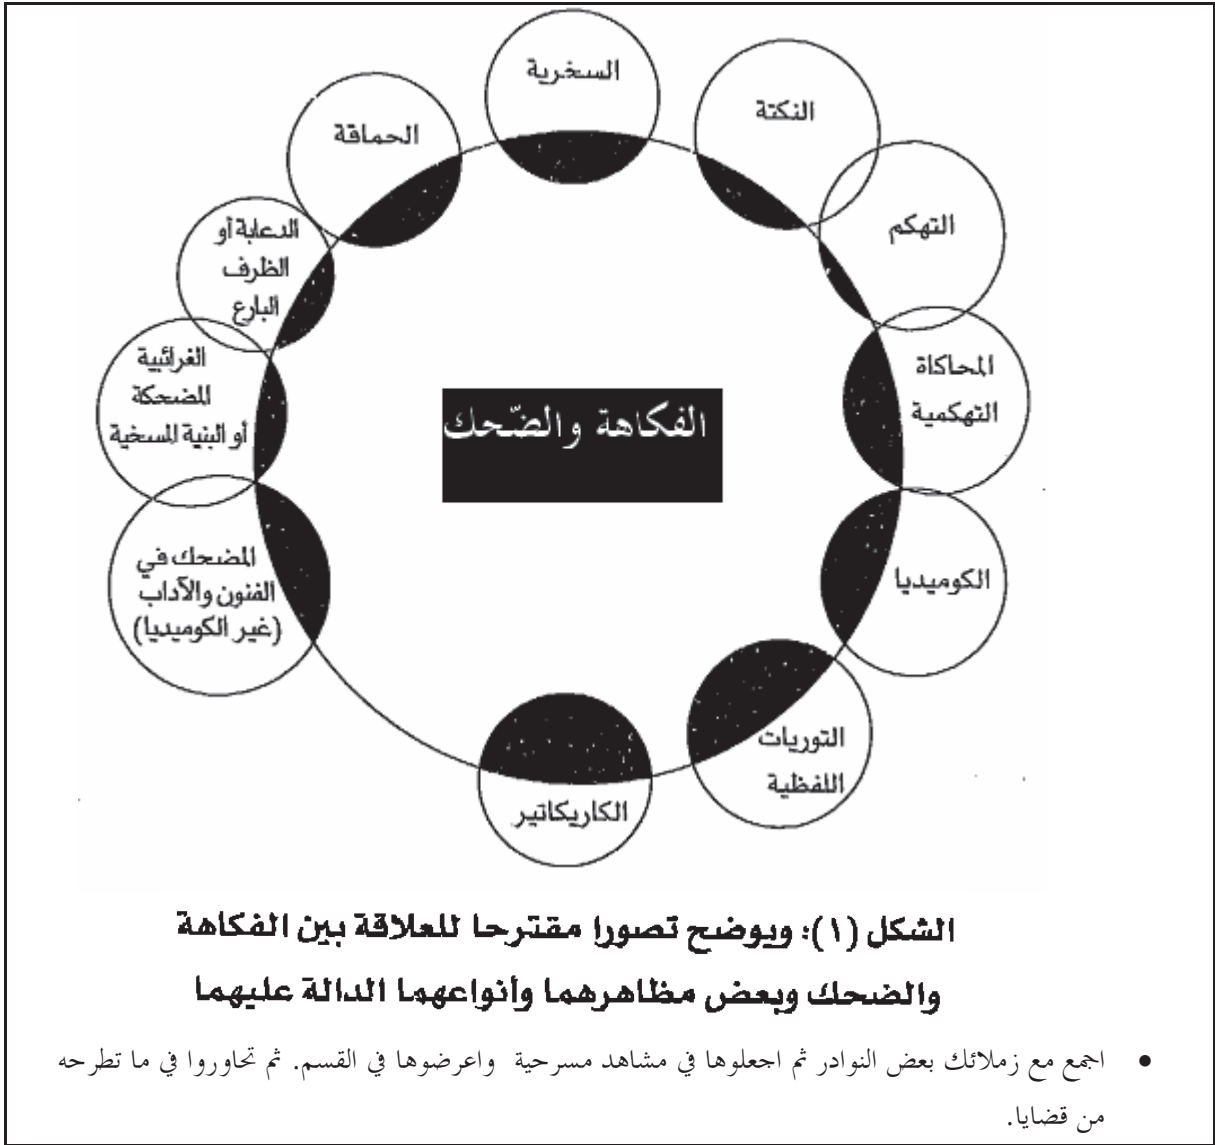 السخرية
النكتة
التهكم
المحاكاة
التهكمية
الكوميديا
التوريات
اللفظية
الكاريكاتير
المضحك في
الفنون والآداب
(غير الكوميديا)
الغرائبية
المضحكة
أو البنية المسخية
الدعابة أو
الظرف
البارع
الحماقة
الفكاهة والضّحك
الشكل (١): ويوضح تصورا مقترحا للعلاقة بين الفكاهة
والضحك وبعض مظاهرهما وأنواعهما الدالة عليهما
• اجمع مع زملائك بعض النوادر ثم اجعلوها في مشاهد مسرحية واعرضوها في القسم. ثم تحاوروا في ما تطرحه
من قضايا.